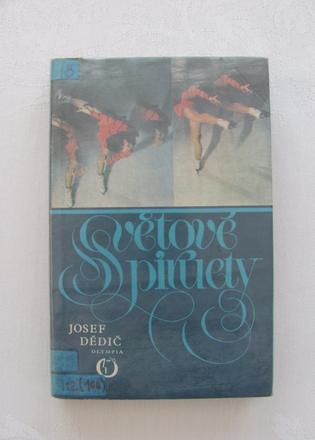 Světové
piruety
JOSEF
DĚDIČ
OLYMPIA